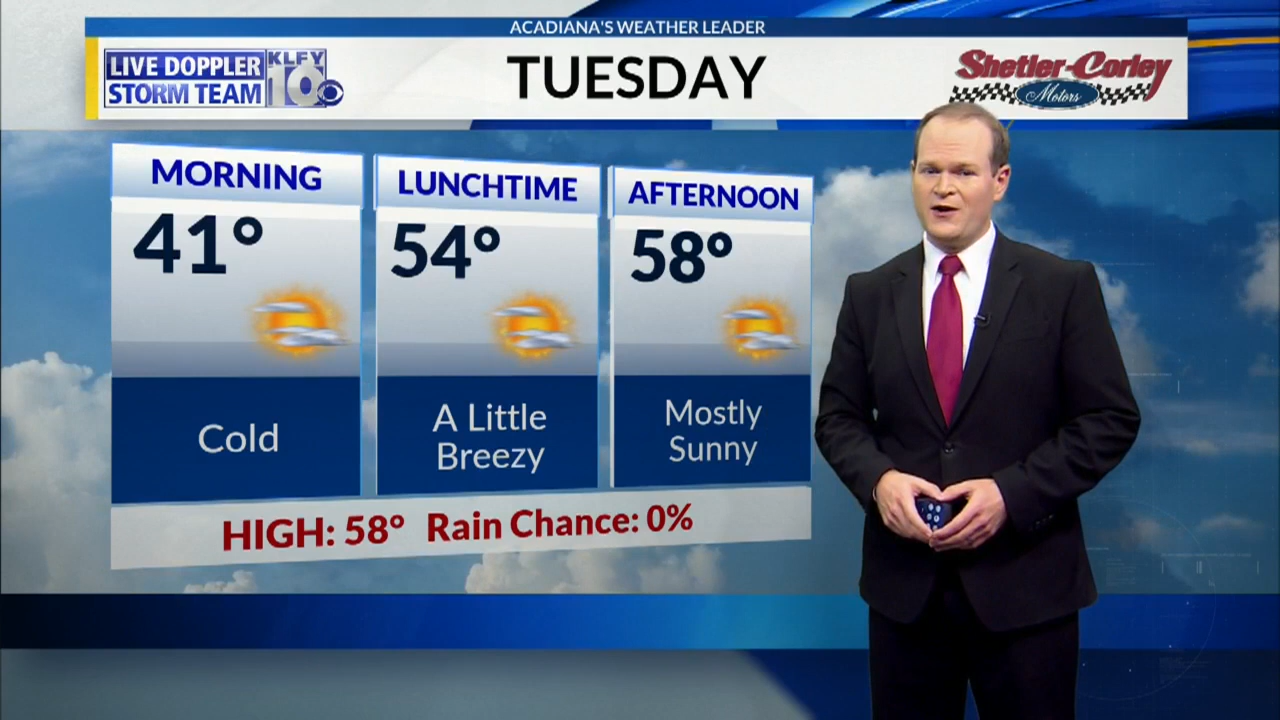 ACADIANA'S WEATHER LEADER
LIVE DOPPLER
STORM TEAM
KLFY
10
TUESDAY
Shetler-Corley
Motors
MORNING
41°
Cold
LUNCHTIME
54°
A Little
Breezy
AFTERNOON
58°
Mostly
Sunny
HIGH: 58° Rain Chance: 0%